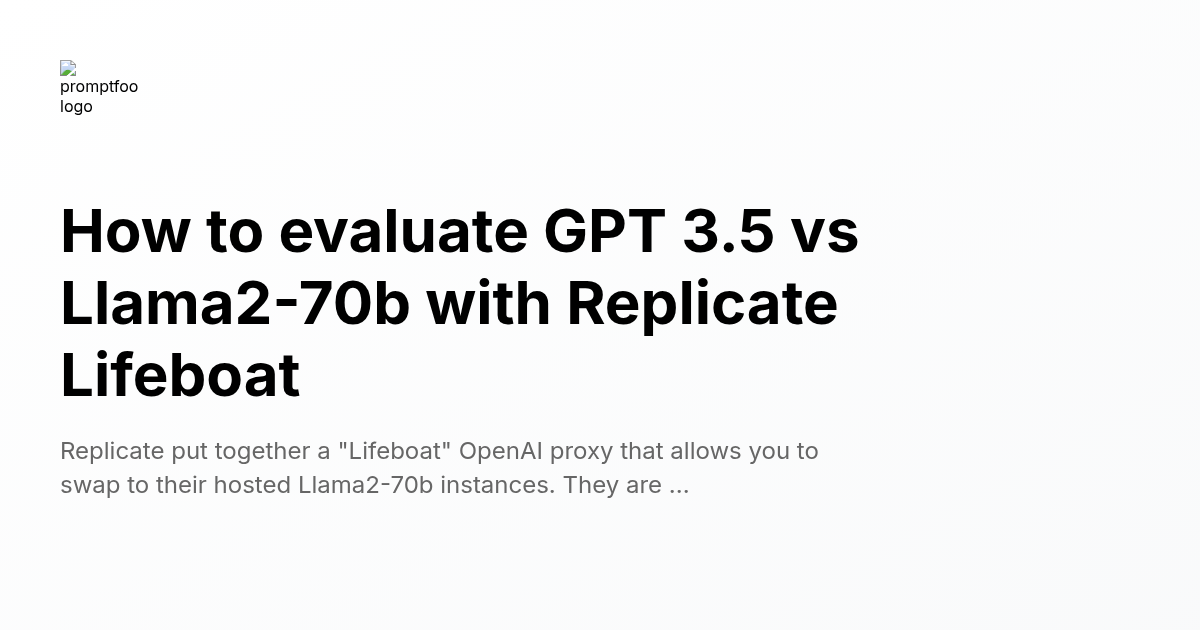 promptfoo
logo
How to evaluate GPT 3.5 vs
Llama2-70b with Replicate
Lifeboat
Replicate put together a "Lifeboat" OpenAI proxy that allows you to
swap to their hosted Llama2-70b instances. They are ...